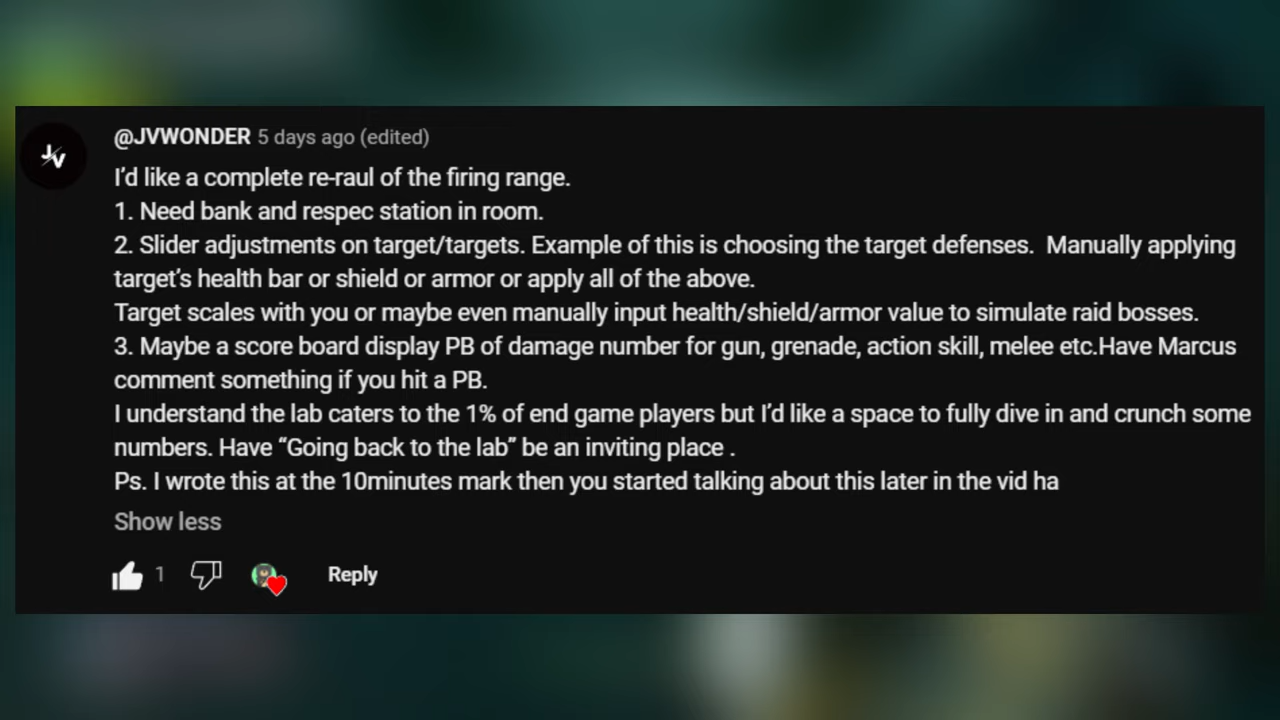 JV
@JVWONDER 5 days ago (edited)
I'd like a complete re-raul of the firing range.
1. Need bank and respec station in room.
2. Slider adjustments on target/targets. Example of this is choosing the target defenses.  Manually applying
target's health bar or shield or armor or apply all of the above.
Target scales with you or maybe even manually input health/shield/armor value to simulate raid bosses.
3. Maybe a score board display PB of damage number for gun, grenade, action skill, melee etc.Have Marcus
comment something if you hit a PB.
I understand the lab caters to the 1% of end game players but I'd like a space to fully dive in and crunch some
numbers. Have “Going back to the lab” be an inviting place .
Ps. I wrote this at the 10minutes mark then you started talking about this later in the vid ha
Show less
1 Reply